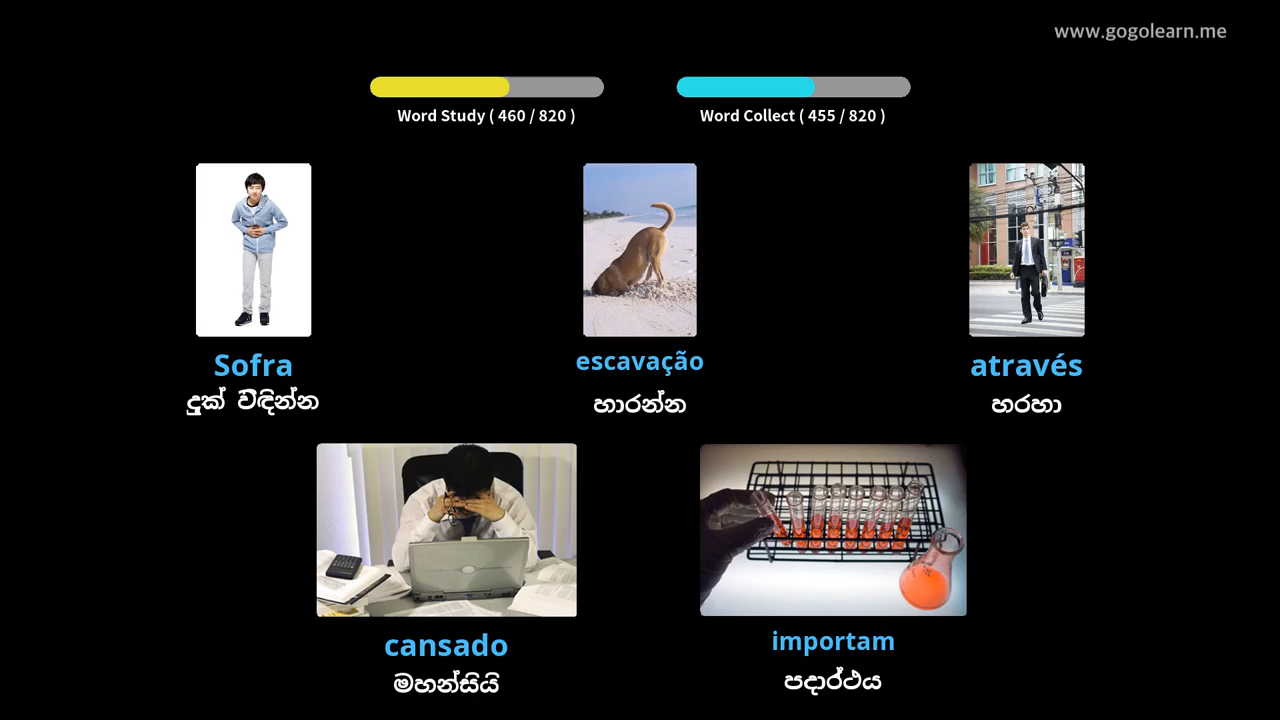 www.gogolearn.me
Word Study ( 460 / 820 )
Word Collect ( 455 / 820 )
Sofra
දුක් විඳින්න
escavação
හාරන්න
através
හරහා
cansado
මහන්සියි
importam
පදාර්ථය